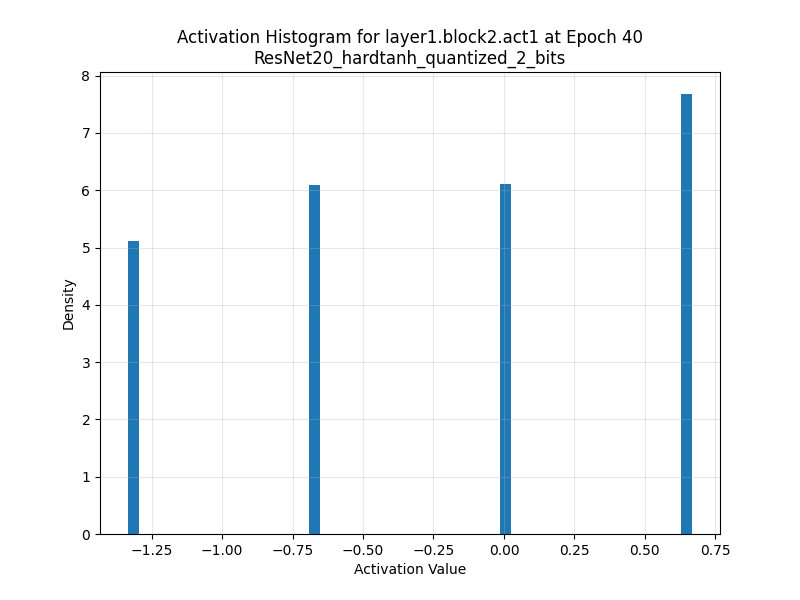 Activation Histogram for layer1.block2.act1 at Epoch 40
ResNet20_hardtanh_quantized_2_bits
8
7
6
5
4
3
2
1
0
Density
−1.25 −1.00 −0.75 −0.50 −0.25 0.00 0.25 0.50 0.75
Activation Value